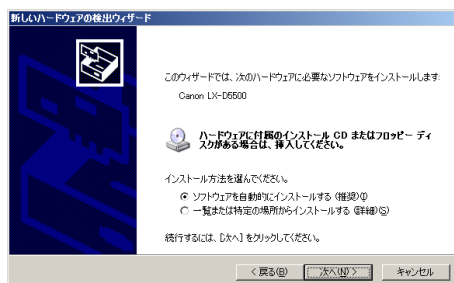 新しいハードウェアの検出ウィザード
このウィザードでは、次のハードウェアに必要なソフトウェアをインストールします:
Canon LX-D5500
ハードウェアに付属のインストール CD またはフロッピー ディ
スクがある場合は、挿入してください。
インストール方法を選んでください。
ソフトウェアを自動的にインストールする (推奨)(I)
一覧または特定の場所からインストールする (詳細)(S)
続行するには、[次へ] をクリックしてください。
< 戻る(B)
次へ(N) >
キャンセル